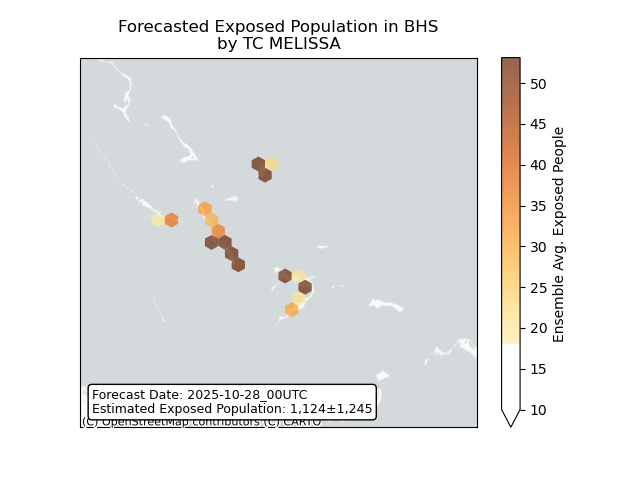 Forecasted Exposed Population in BHS
by TC MELISSA
50
45
40
35
30
25
20
15
10
Ensemble Avg. Exposed People
Forecast Date: 2025-10-28_00UTC
Estimated Exposed Population: 1,124±1,245
(C) OpenStreetMap contributors (C) CARTO